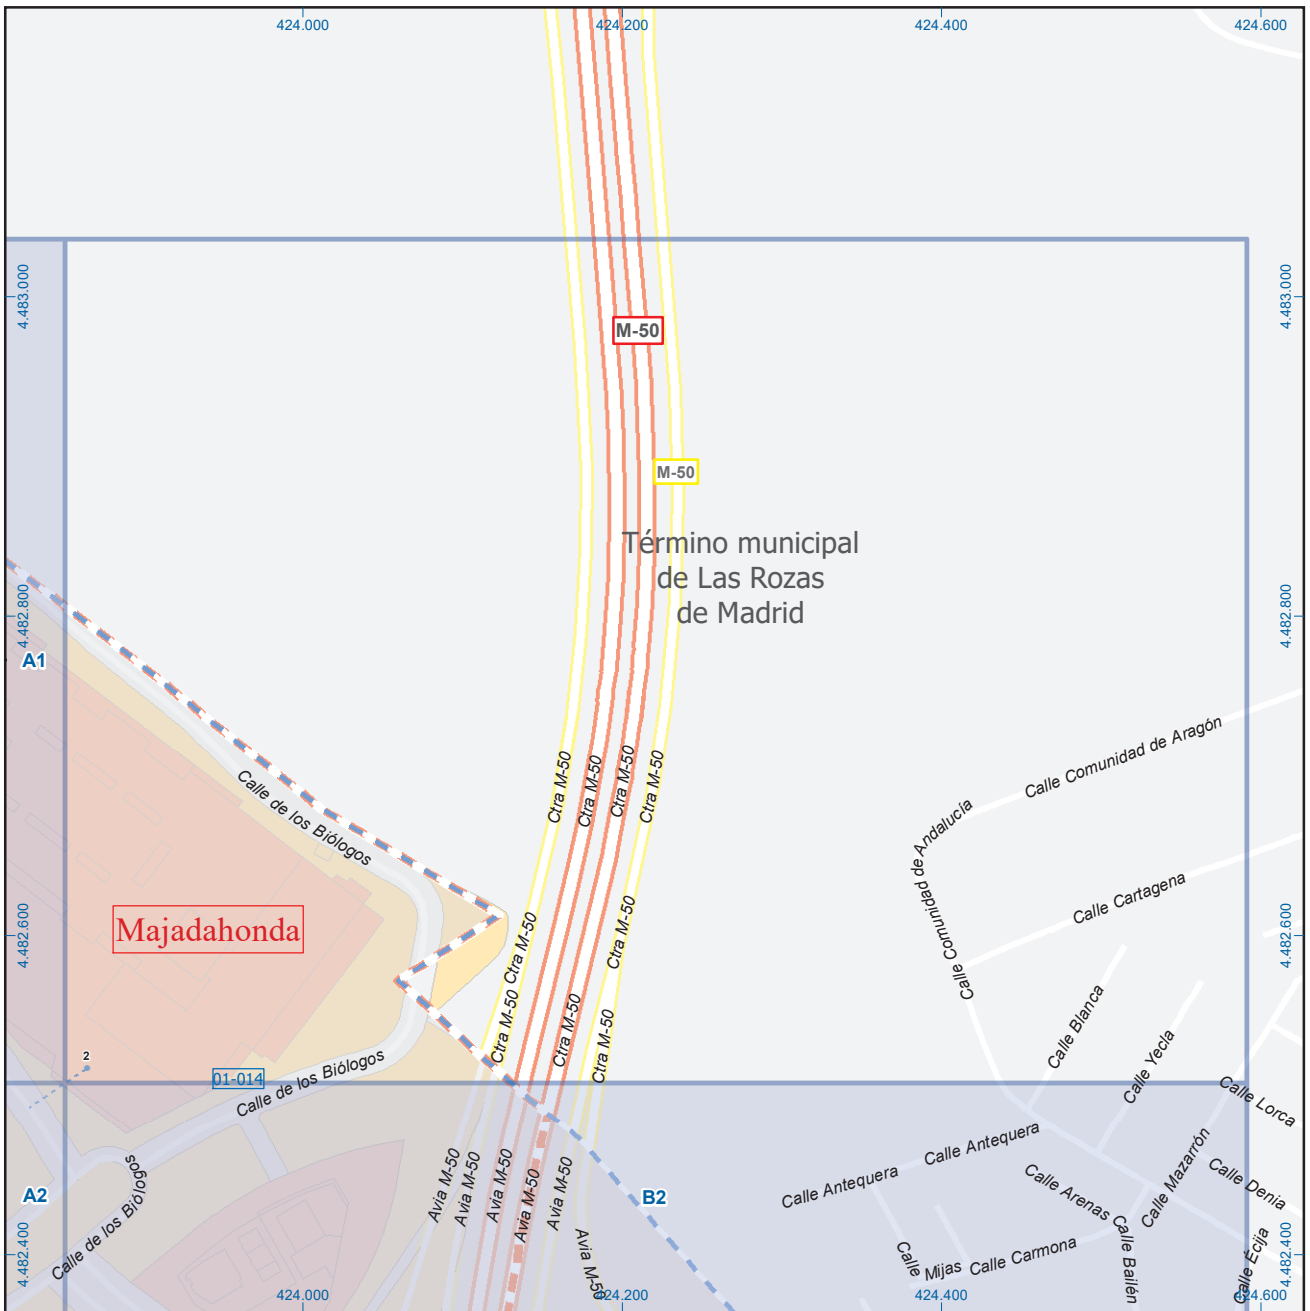 424.000
424.200
424.400
424.600
4.483.000
4.483.000
M-50
M-50
Término municipal
de Las Rozas
de Madrid
4.482.800
4.482.800
A1
Calle Comunidad de Aragón
Calle de los Biólogos
Ctra M-50
Ctra M-50
Ctra M-50
Ctra M-50
Calle Comunidad de Andalucía
Calle Cartagena
Majadahonda
4.482.600
4.482.600
Ctra M-50
Ctra M-50
Ctra M-50
Ctra M-50
Ctra M-50
Calle Blanca
Calle Yecla
2
01-014
Calle de los Biólogos
Calle Lorca
Calle Antequera
Calle Antequera
Calle Mazarrón
Calle Denia
Calle Arenas
A2
Calle de los Biólogos
Avia M-50
Avia M-50
Avia M-50
Avia M-50
Avia M-50
Avia M-50
B2
Calle Mijas
Calle Carmona
Calle Bailén
Calle Écija
4.482.400
4.482.400
424.000
424.200
424.400
424.600